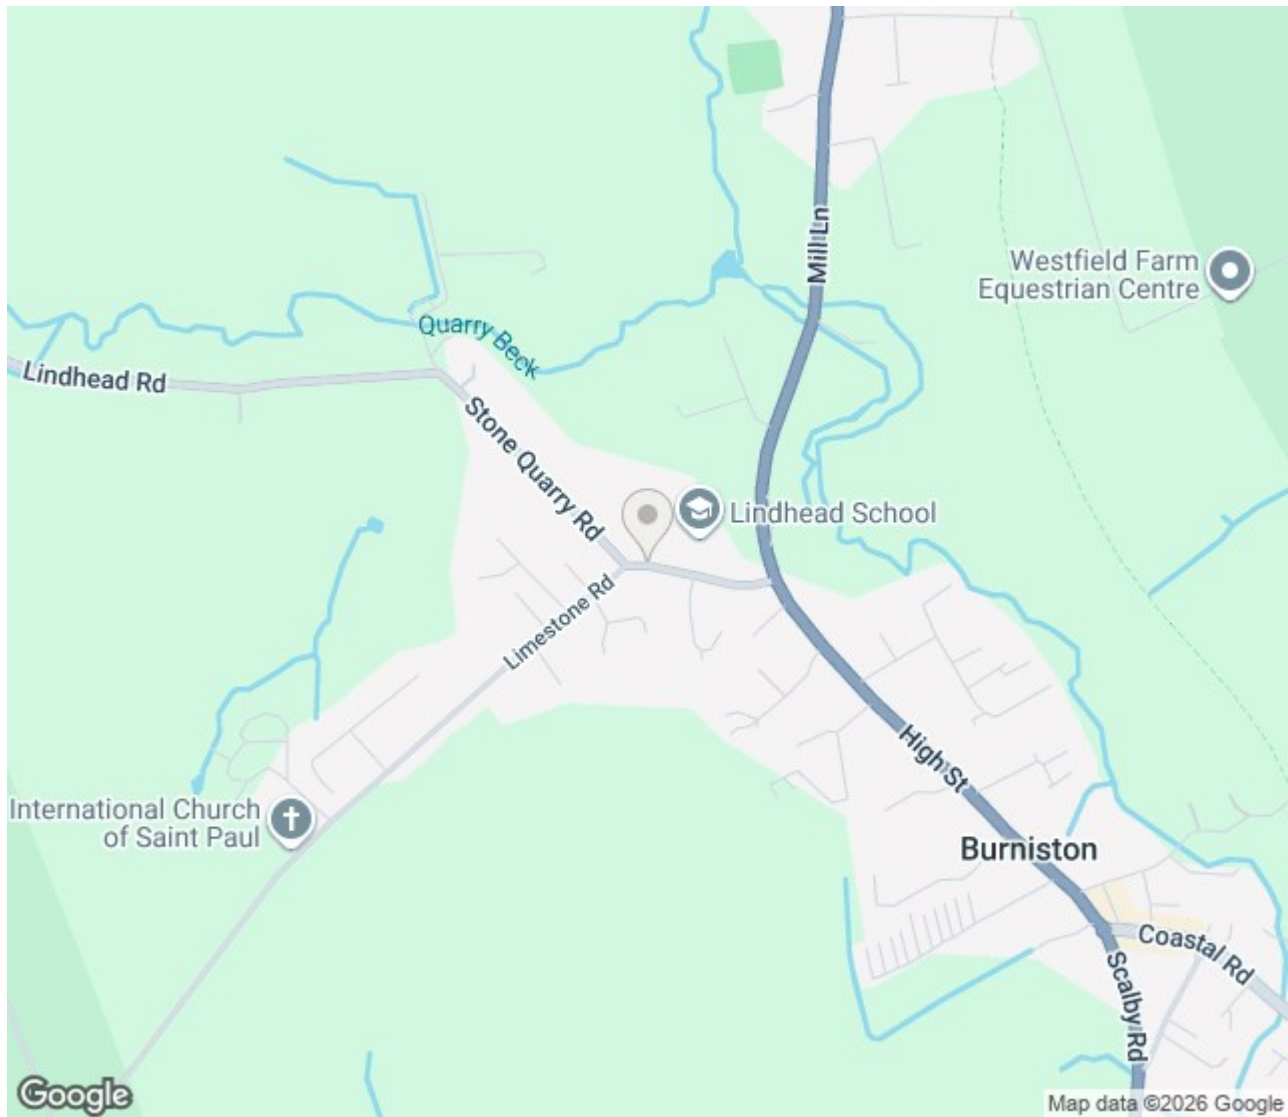 Mill Ln
Westfield Farm
Equestrian Centre
Quarry Beck
Lindhead Rd
Stone Quarry Rd
Lindhead School
Limestone Rd
High St
International Church
of Saint Paul
Burniston
Coastal Rd
Scalby Rd
Google
Map data ©2026 Google